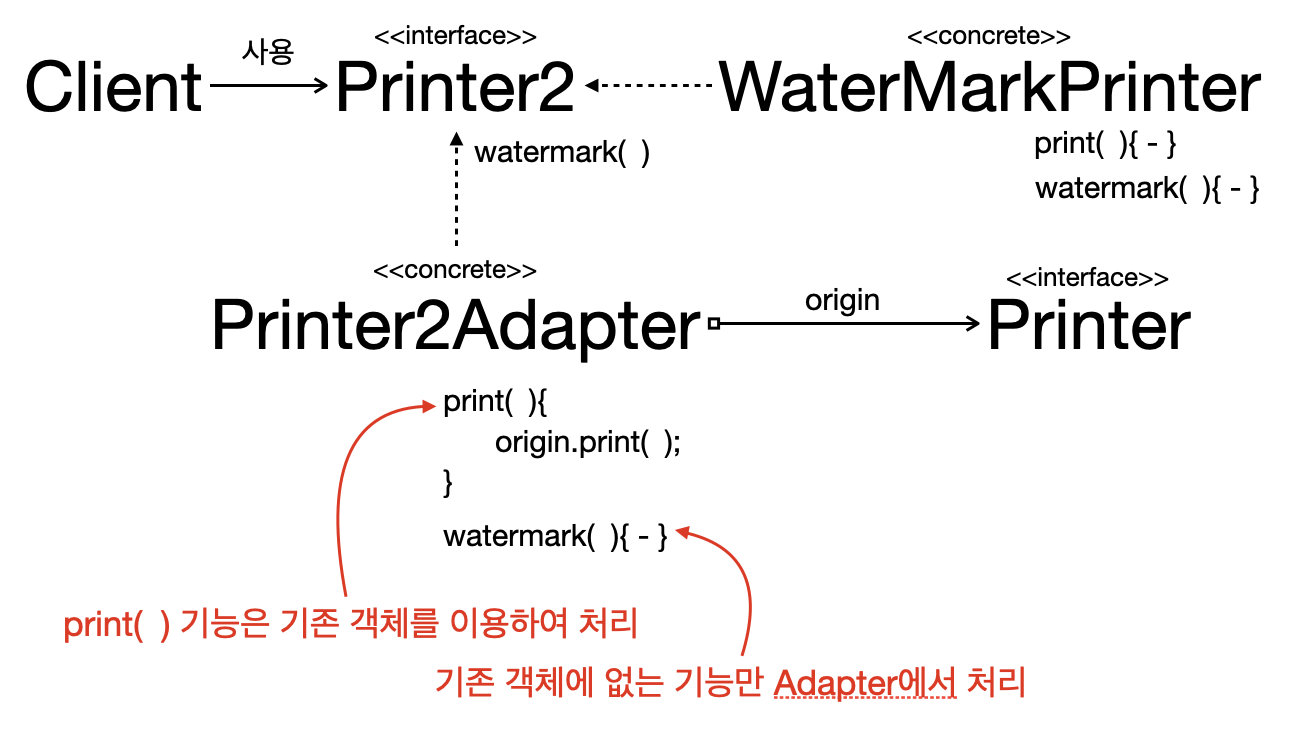 <<interface>>
<<concrete>>
Client
사용
Printer2
WaterMarkPrinter
watermark( )
print( ){ - }
watermark( ){ - }
<<concrete>>
<<interface>>
Printer2Adapter
origin
Printer
print( ){
origin.print( );
}
watermark( ){ - }
print( ) 기능은 기존 객체를 이용하여 처리
기존 객체에 없는 기능만 Adapter에서 처리